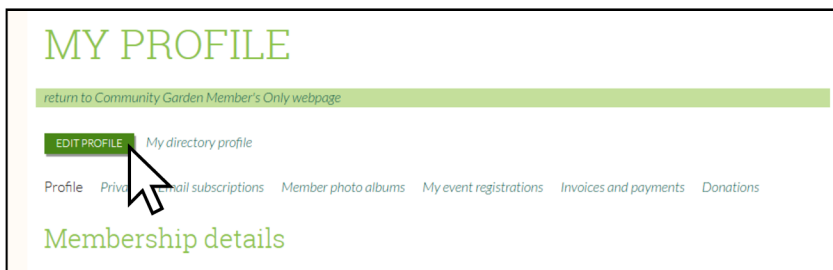 MY PROFILE
return to Community Garden Member's Only webpage
EDIT PROFILE My directory profile
Profile Email subscriptions Member photo albums My event registrations Invoices and payments Donations
Membership details